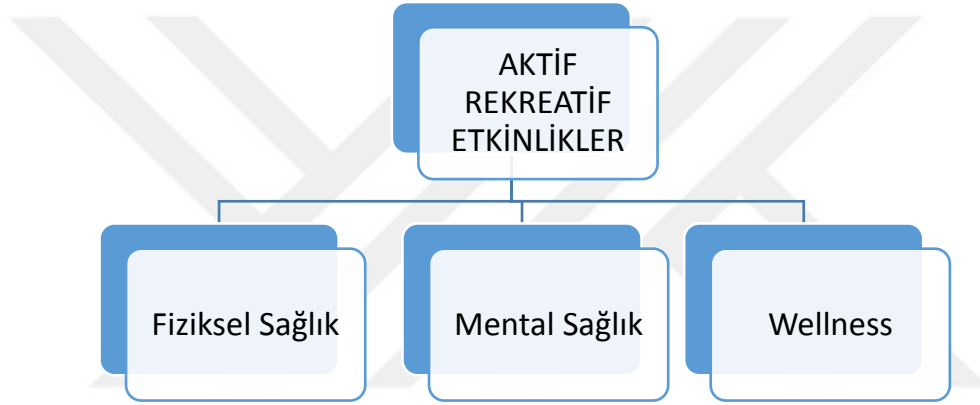 AKTİF
REKREATİF
ETKİNLİKLER
Fiziksel Sağlık
Mental Sağlık
Wellness